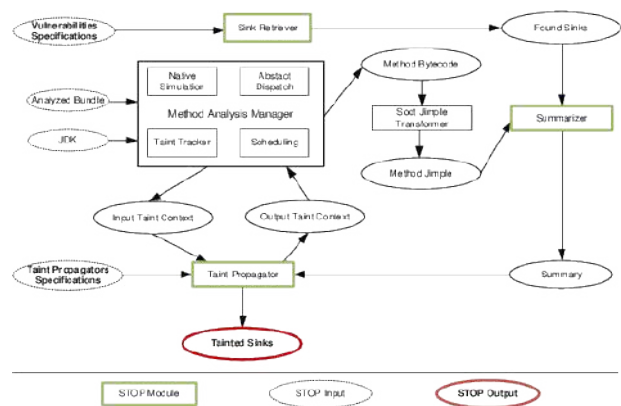 Vulnerabilities
Specifications
Sink Retriever
Found Sinks
Native
Simulation
Abstact
Dispatch
Method Bytecode
Analyzed Bundle
Method Analysis Manager
Soot Jimple
Transformer
Summarizer
JDK
Taint Tracker
Scheduling
Method Jimple
Input Taint Context
Output Taint Context
Taint Propagators
Specifications
Taint Propagator
Summary
Tainted Sinks
STOP Module
STOP Input
STOP Output